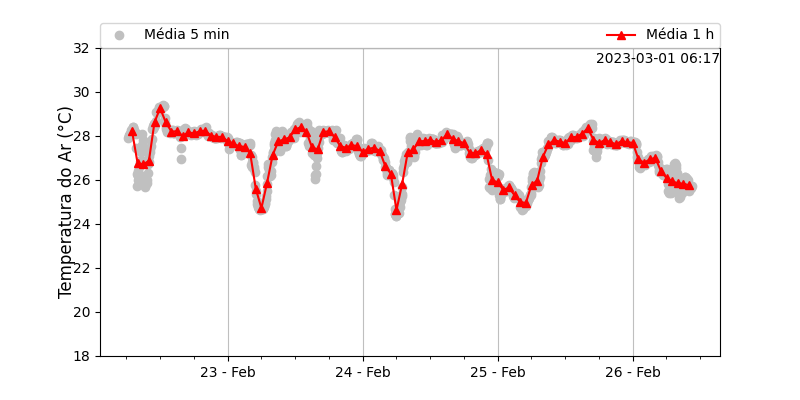 Média 5 min
Média 1 h
2023-03-01 06:17
Temperatura do Ar (°C)
32
30
28
26
24
22
20
18
23 - Feb
24 - Feb
25 - Feb
26 - Feb